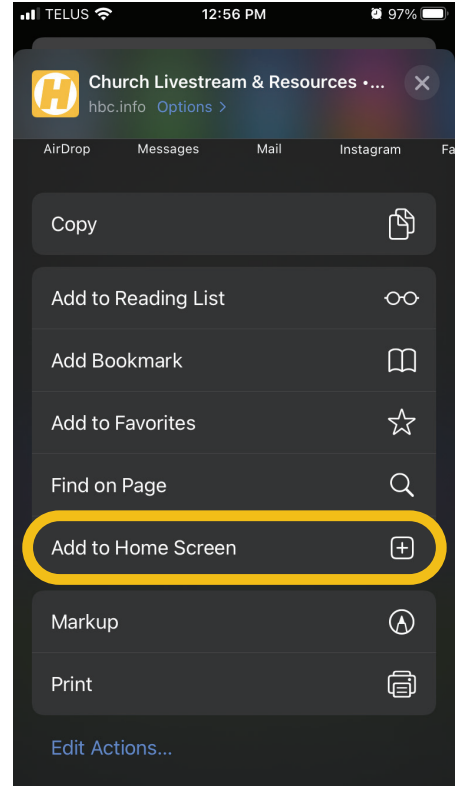 TELUS 12:56 PM 97%
H
Church Livestream & Resources •...
hbc.info Options >
AirDrop Messages Mail Instagram Fa
Copy
Add to Reading List
Add Bookmark
Add to Favorites
Find on Page
Add to Home Screen
Markup
Print
Edit Actions...